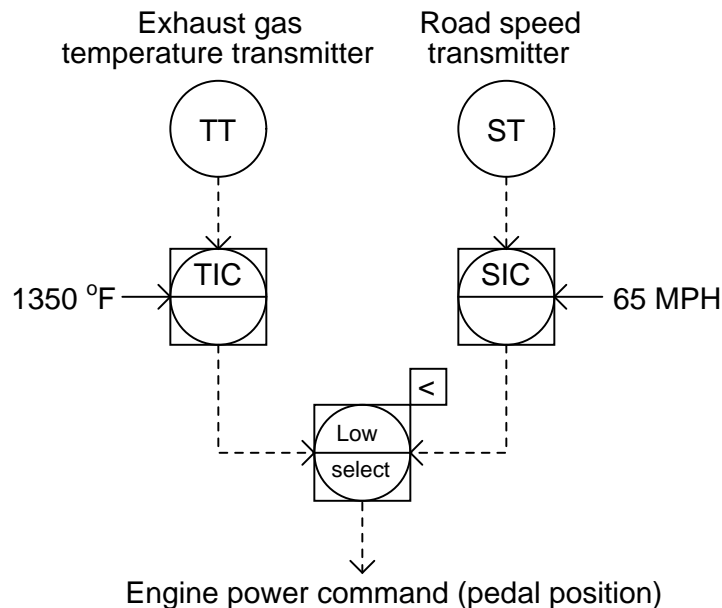 Exhaust gas
temperature transmitter
Road speed
transmitter
TT
ST
TIC
SIC
1350 °F
65 MPH
<
Low
select
Engine power command (pedal position)